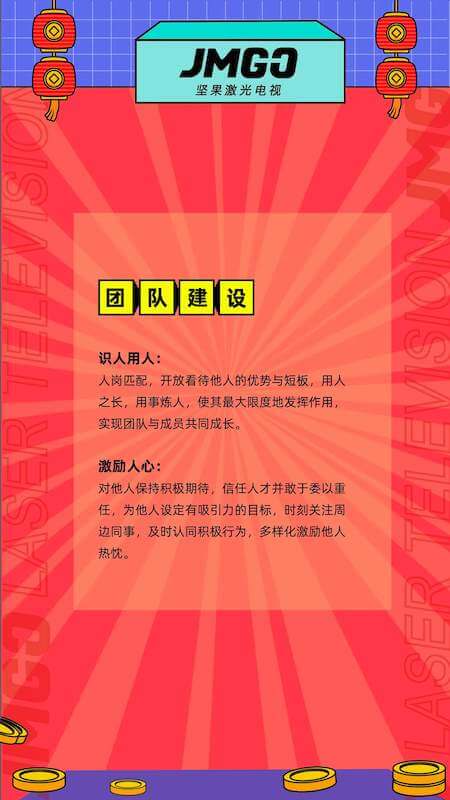 JMGO
坚果激光电视
团队建设
识人用人：
人岗匹配，开放看待他人的优势与短板，用人
之长，用事炼人，使其最大限度地发挥作用，
实现团队与成员共同成长。
激励人心：
对他人保持积极期待，信任人才并敢于委以重
任，为他人设定有吸引力的目标，时刻关注周
边同事，及时认同积极行为，多样化激励他人
热忱。
JMGO LASER TELEVISION
JMGO LASER TELEVISION